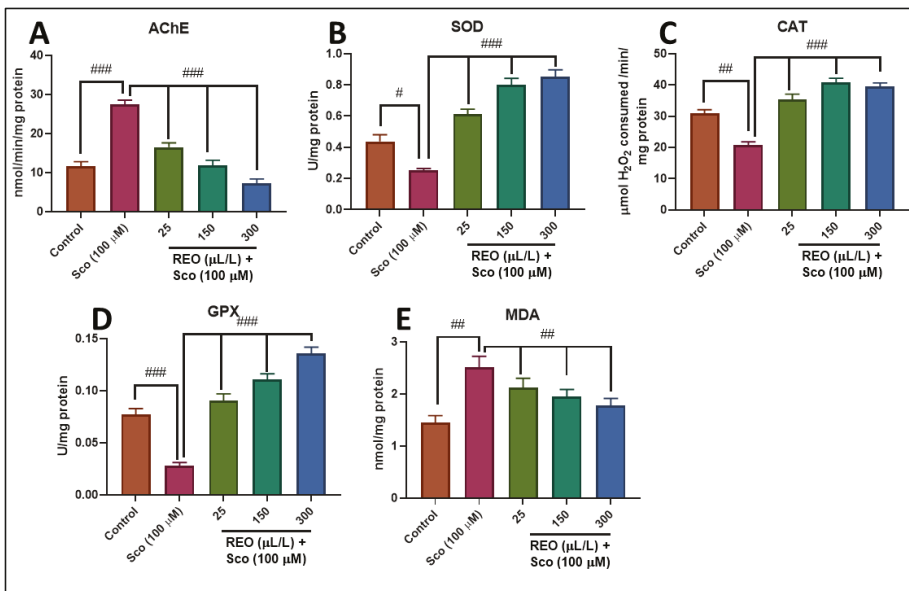 A
AChE
nmol/min/mg protein
40
30
20
10
0
###
###
Control
Sco (100 μM)
25
150
300
REO (μL/L) +
Sco (100 μM)
B
SOD
U/mg protein
0.8
0.6
0.4
0.2
0.0
#
###
Control
Sco (100 μM)
25
150
300
REO (μL/L) +
Sco (100 μM)
C
CAT
μmol H₂O₂ consumed /min/
mg protein
50
40
30
20
10
0
##
###
Control
Sco (100 μM)
25
150
300
REO (μL/L) +
Sco (100 μM)
D
GPX
U/mg protein
0.15
0.10
0.05
0.00
###
###
Control
Sco (100 μM)
25
150
300
REO (μL/L) +
Sco (100 μM)
E
MDA
nmol/mg protein
3
2
1
0
##
##
Control
Sco (100 μM)
25
150
300
REO (μL/L) +
Sco (100 μM)